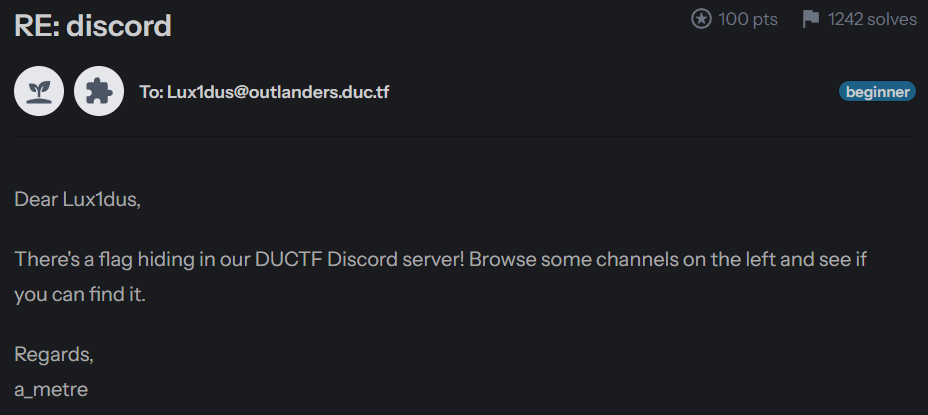 RE: discord
100 pts
1242 solves
To: Lux1dus@outlanders.duc.tf
beginner
Dear Lux1dus,
There's a flag hiding in our DUCTF Discord server! Browse some channels on the left and see if
you can find it.
Regards,
a_metre